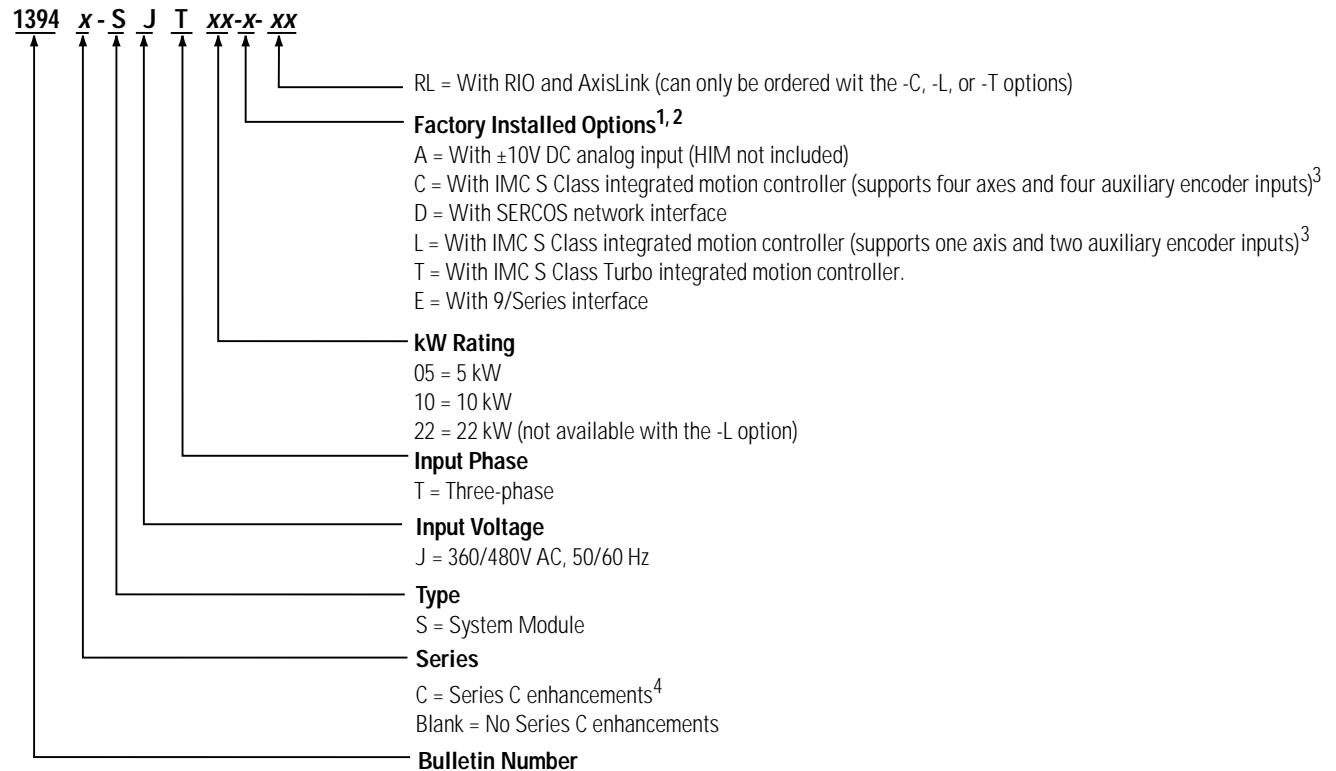 1394 x - S J T xx-x- xx
RL = With RIO and AxisLink (can only be ordered wit the -C, -L, or -T options)
Factory Installed Options1, 2
A = With ±10V DC analog input (HIM not included)
C = With IMC S Class integrated motion controller (supports four axes and four auxiliary encoder inputs)3
D = With SERCOS network interface
L = With IMC S Class integrated motion controller (supports one axis and two auxiliary encoder inputs)3
T = With IMC S Class Turbo integrated motion controller.
E = With 9/Series interface
kW Rating
05 = 5 kW
10 = 10 kW
22 = 22 kW (not available with the -L option)
Input Phase
T = Three-phase
Input Voltage
J = 360/480V AC, 50/60 Hz
Type
S = System Module
Series
C = Series C enhancements4
Blank = No Series C enhancements
Bulletin Number